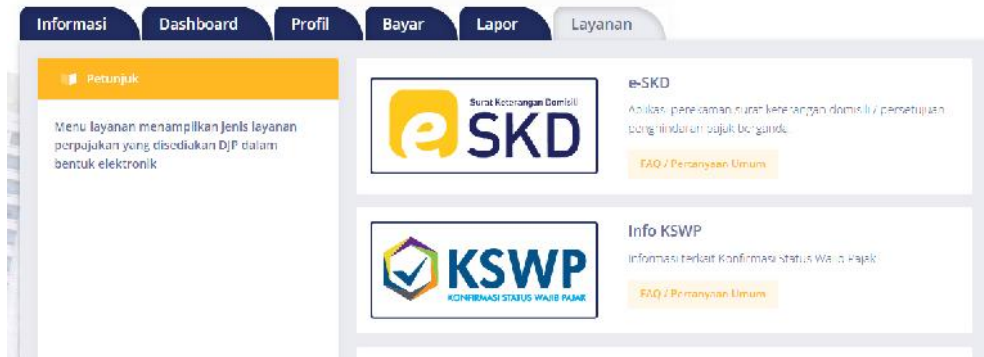 Informasi Dashboard Profil Bayar Lapor Layanan
Petunjuk
Menu layanan menampilkan jenis layanan
perpajakan yang disediakan DJP dalam
bentuk elektronik
Surat Keterangan Domisili
e SKD
e-SKD
Aplikasi perekaman surat keterangan domisili / persetujuan
penghindaran pajak berganda
FAQ / Pertanyaan Umum
KSWP
KONFIRMASI STATUS WAJIB PAJAK
Info KSWP
Informasi terkait Konfirmasi Status Wajib Pajak
FAQ / Pertanyaan Umum